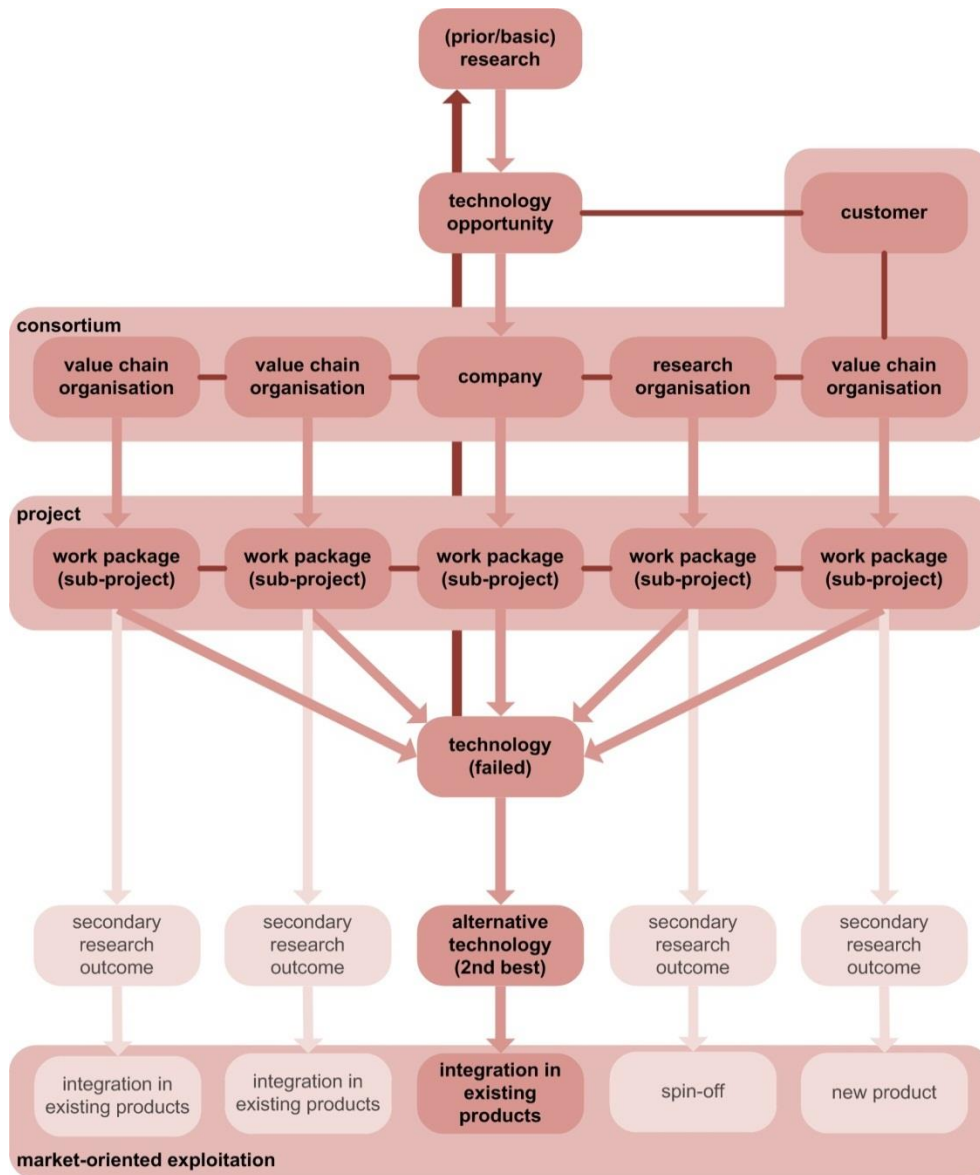 (prior/basic)
research
technology
opportunity
customer
consortium
value chain
organisation
value chain
organisation
company
research
organisation
value chain
organisation
project
work package
(sub-project)
work package
(sub-project)
work package
(sub-project)
work package
(sub-project)
work package
(sub-project)
technology
(failed)
secondary
research
outcome
secondary
research
outcome
alternative
technology
(2nd best)
secondary
research
outcome
secondary
research
outcome
integration in
existing products
integration in
existing products
integration in
existing
products
spin-off
new product
market-oriented exploitation